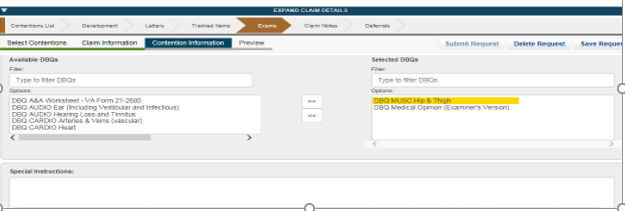 EXPAND CLAIM DETAILS
Contentions List Development Letters Tracked Items Exams Claim Notes Deferrals
Select Contentions Claim Information Contention Information Preview Submit Request Delete Request Save Reques
Available DBQs Selected DBQs
Filter: Filter:
Type to filter DBQs Type to filter DBQs
Options: Options:
DBQ A&A Worksheet - VA Form 21-2680 >> DBQ MUSC Hip & Thigh
DBQ AUDIO Ear (Including Vestibular and Infectious) DBQ Medical Opinion (Examiner's Version)
DBQ AUDIO Hearing Loss and Tinnitus
DBQ CARDIO Arteries & Veins (vascular) <<
DBQ CARDIO Heart
Special Instructions: